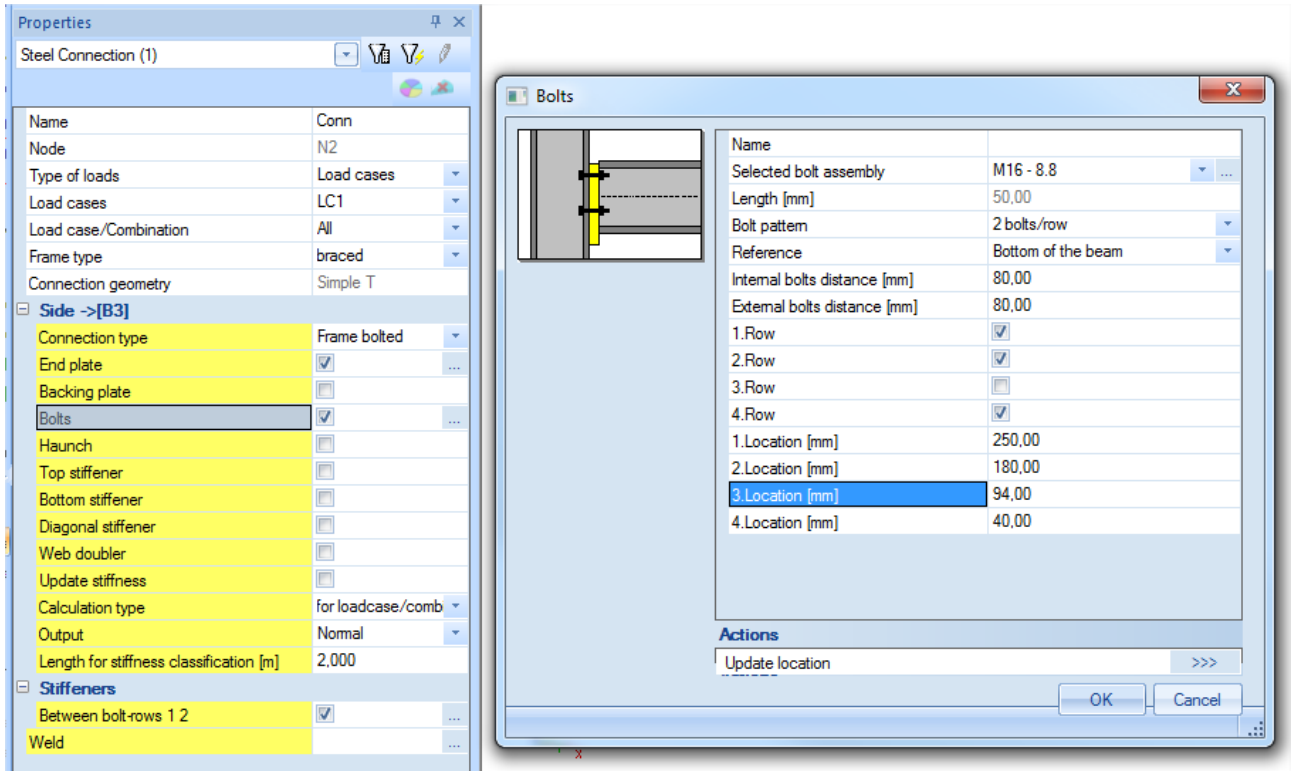 Properties
Steel Connection (1)
Name Conn
Node N2
Type of loads Load cases
Load cases LC1
Load case/Combination All
Frame type braced
Connection geometry Simple T
Side ->[B3]
Connection type Frame bolted
End plate ...
Backing plate
Bolts ...
Haunch
Top stiffener
Bottom stiffener
Diagonal stiffener
Web doubler
Update stiffness
Calculation type for loadcase/comb
Output Normal
Length for stiffness classification [m] 2,000
Stiffeners
Between bolt-rows 1 2 ...
Weld ...
Bolts
Name
Selected bolt assembly M16 - 8.8 ...
Length [mm] 50,00
Bolt pattern 2 bolts/row
Reference Bottom of the beam
Internal bolts distance [mm] 80,00
External bolts distance [mm] 80,00
1.Row
2.Row
3.Row
4.Row
1.Location [mm] 250,00
2.Location [mm] 180,00
3.Location [mm] 94,00
4.Location [mm] 40,00
Actions
Update location >>>
OK Cancel
x